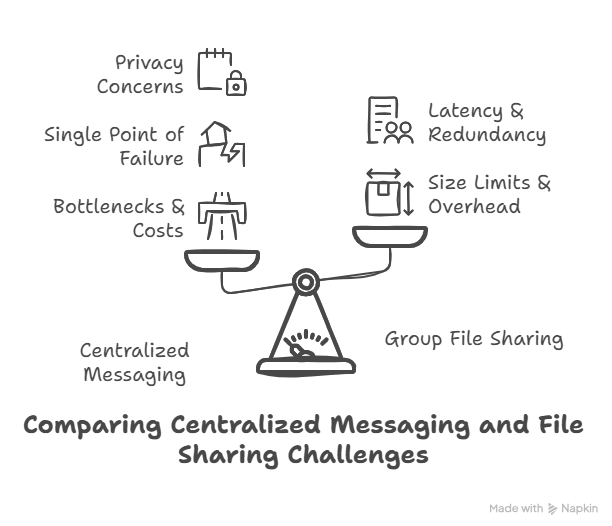 Privacy
Concerns
Single Point of
Failure
Bottlenecks &
Costs
Latency &
Redundancy
Size Limits &
Overhead
Centralized
Messaging
Group File Sharing
Comparing Centralized Messaging and File
Sharing Challenges
Made with Napkin